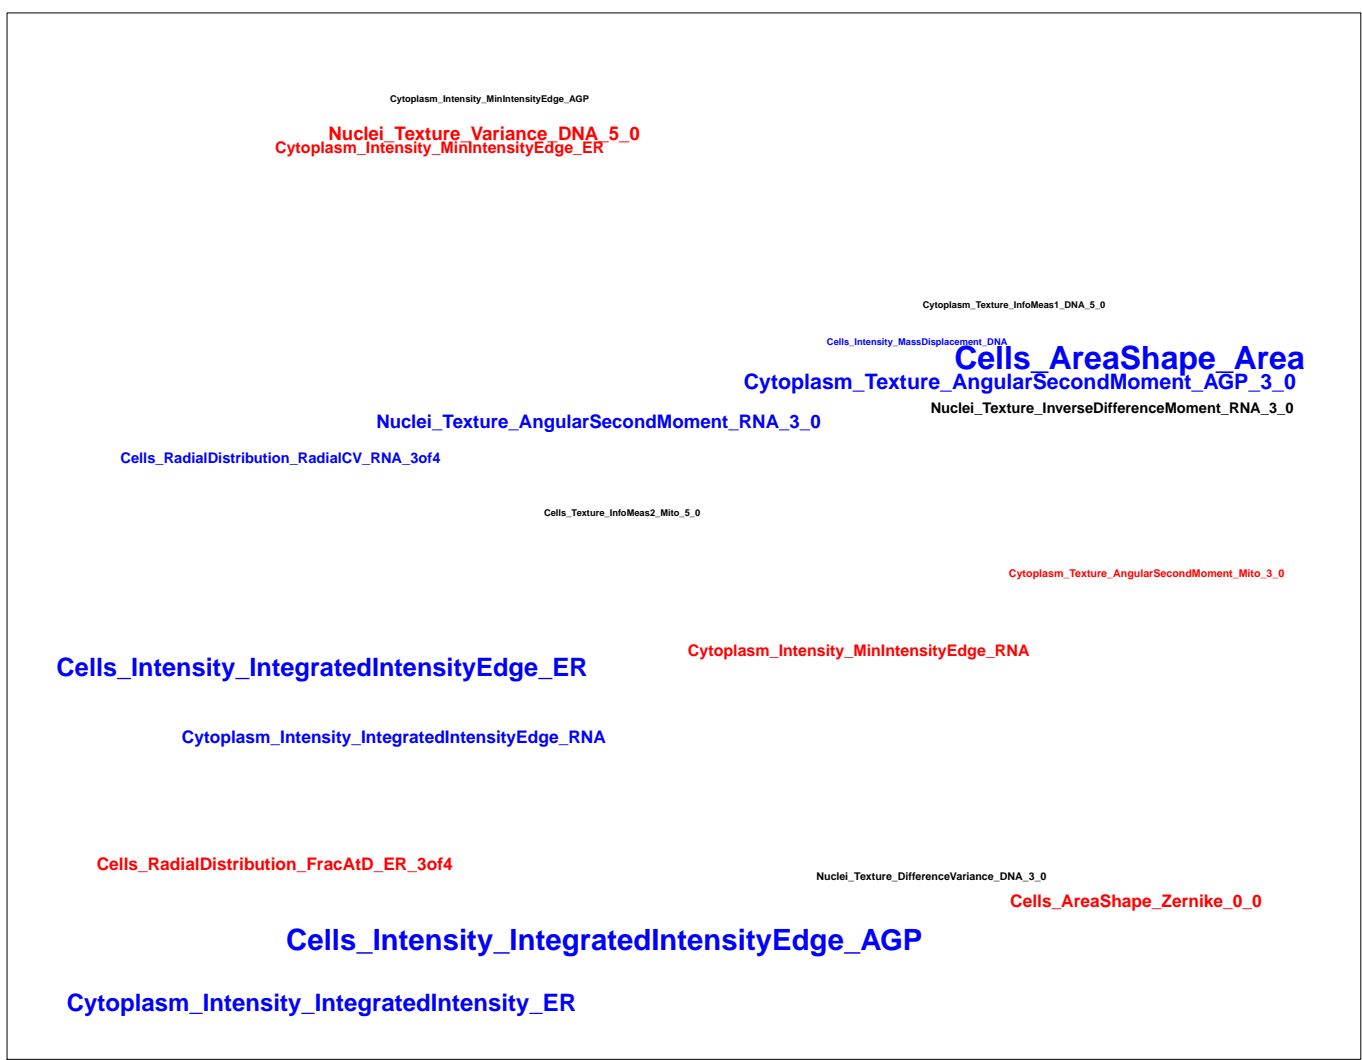 Cytoplasm_Intensity_MinIntensityEdge_AGP
Nuclei_Texture_Variance_DNA_5_0
Cytoplasm_Intensity_MinIntensityEdge_ER
Cytoplasm_Texture_InfoMeas1_DNA_5_0
Cells_Intensity_MassDisplacement_DNA
Cells_AreaShape_Area
Cytoplasm_Texture_AngularSecondMoment_AGP_3_0
Nuclei_Texture_InverseDifferenceMoment_RNA_3_0
Nuclei_Texture_AngularSecondMoment_RNA_3_0
Cells_RadialDistribution_RadialCV_RNA_3of4
Cells_Texture_InfoMeas2_Mito_5_0
Cytoplasm_Texture_AngularSecondMoment_Mito_3_0
Cytoplasm_Intensity_MinIntensityEdge_RNA
Cells_Intensity_IntegratedIntensityEdge_ER
Cytoplasm_Intensity_IntegratedIntensityEdge_RNA
Cells_RadialDistribution_FracAtD_ER_3of4
Nuclei_Texture_DifferenceVariance_DNA_3_0
Cells_AreaShape_Zernike_0_0
Cells_Intensity_IntegratedIntensityEdge_AGP
Cytoplasm_Intensity_IntegratedIntensity_ER